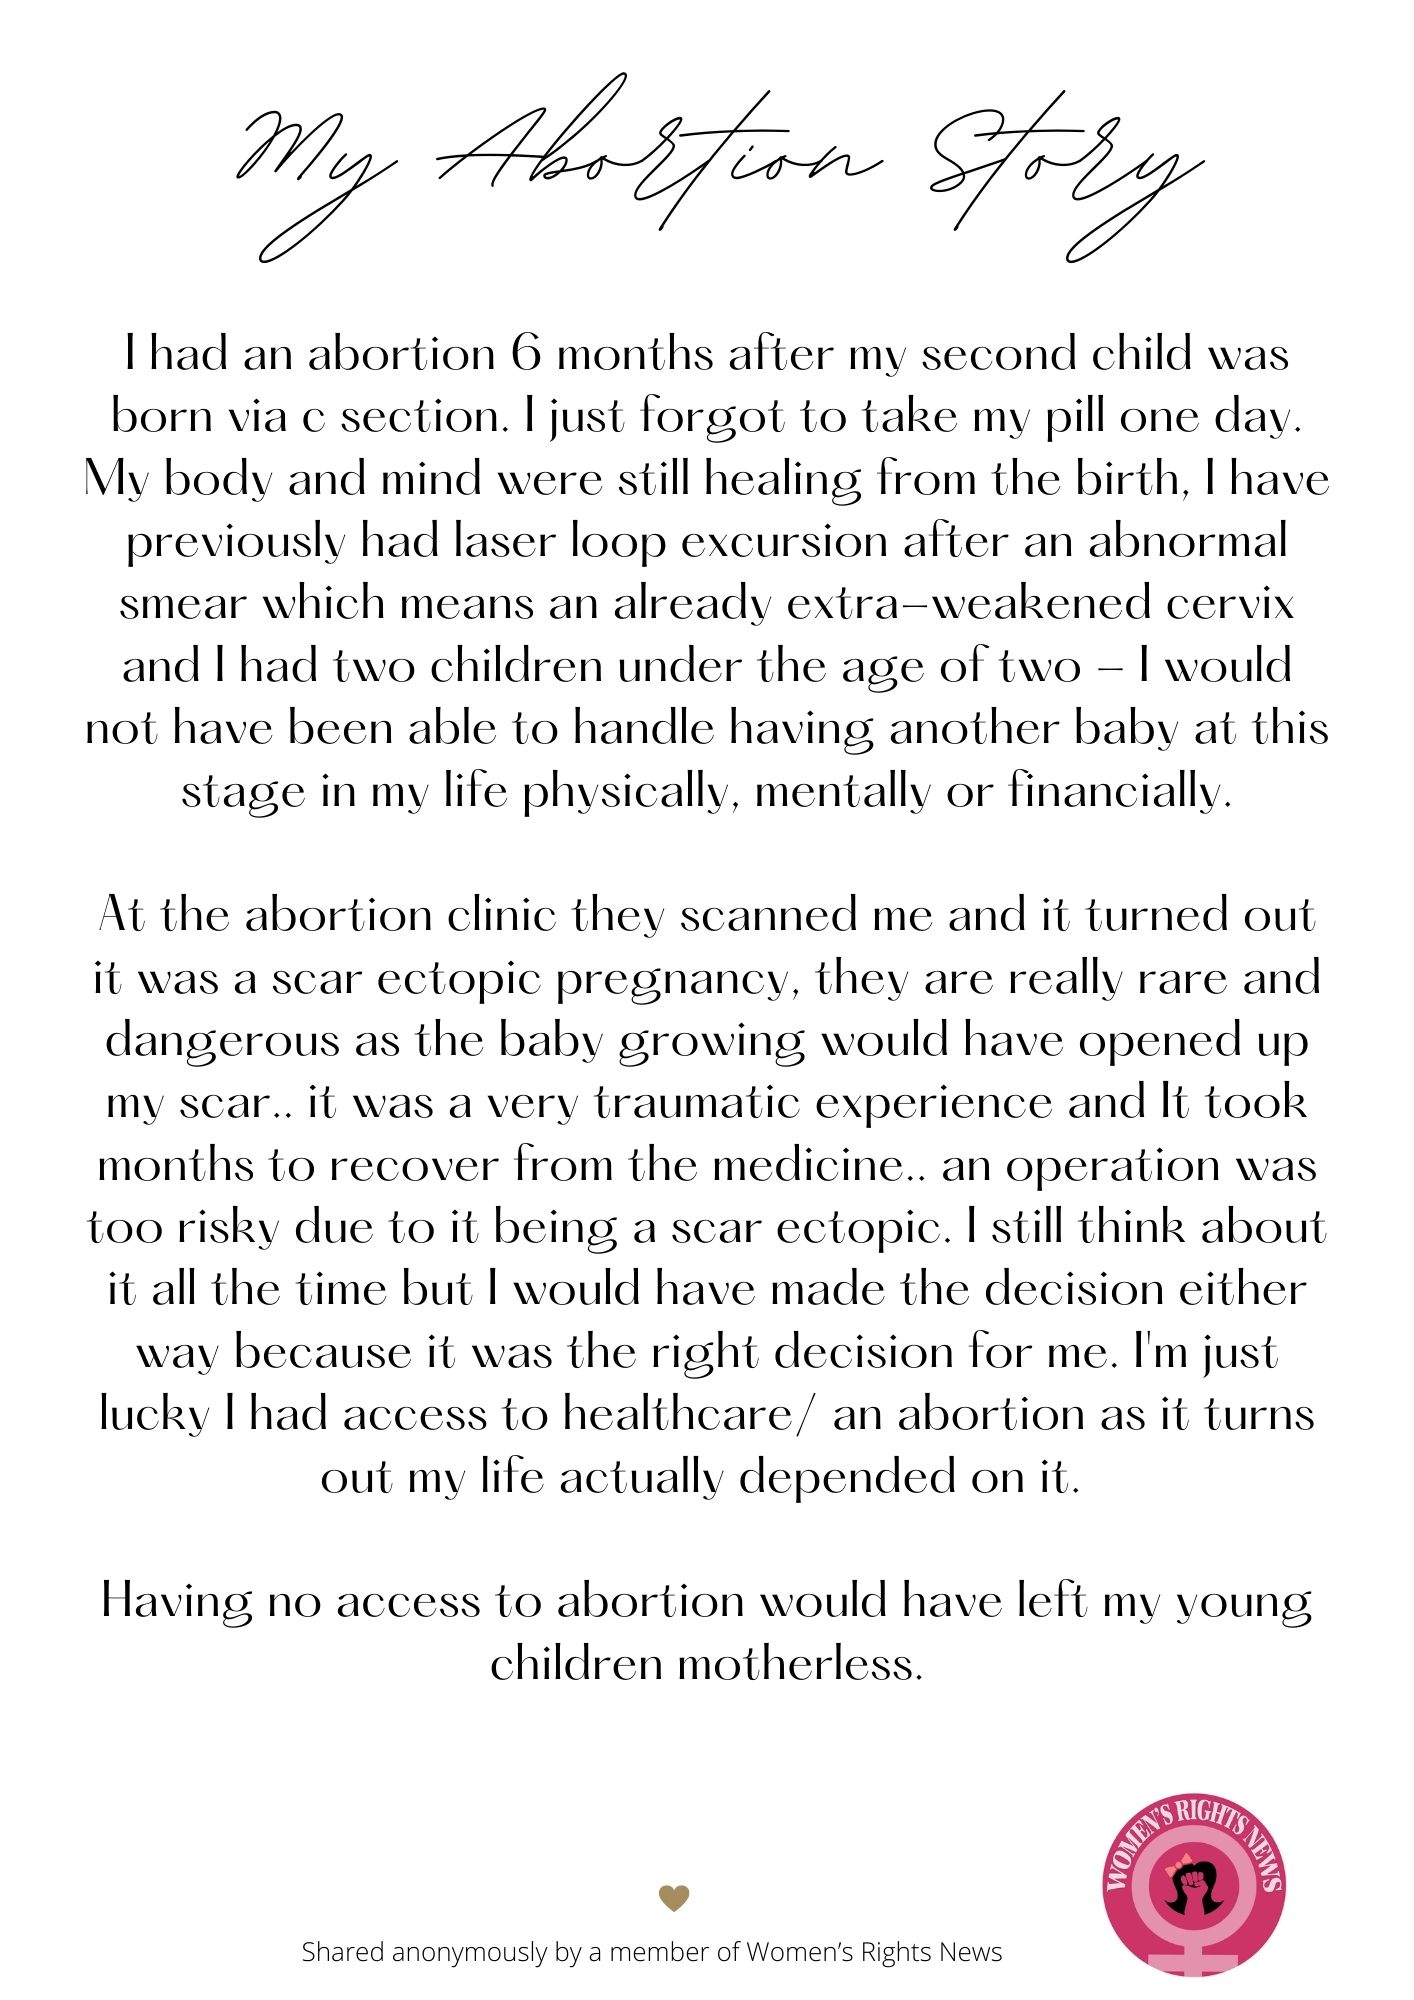 My Abortion Story
I had an abortion 6 months after my second child was
born via c section. I just forgot to take my pill one day.
My body and mind were still healing from the birth, I have
previously had laser loop excursion after an abnormal
smear which means an already extra-weakened cervix
and I had two children under the age of two - I would
not have been able to handle having another baby at this
stage in my life physically, mentally or financially.
At the abortion clinic they scanned me and it turned out
it was a scar ectopic pregnancy, they are really rare and
dangerous as the baby growing would have opened up
my scar.. it was a very traumatic experience and It took
months to recover from the medicine.. an operation was
too risky due to it being a scar ectopic. I still think about
it all the time but I would have made the decision either
way because it was the right decision for me. I'm just
lucky I had access to healthcare/ an abortion as it turns
out my life actually depended on it.
Having no access to abortion would have left my young
children motherless.
WOMEN'S RIGHTS NEWS
Shared anonymously by a member of Women’s Rights News